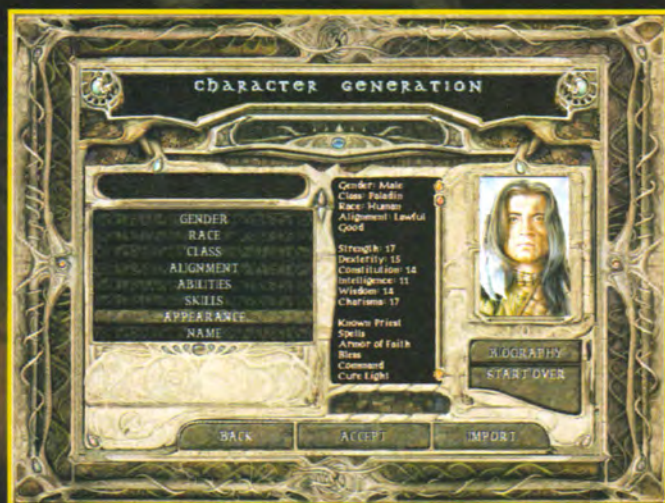 CHARACTER GENERATION
GENDER
RACE
CLASS
ALIGNMENT
ABILITIES
SKILLS
APPEARANCE
NAME
Gender: Male
Class: Paladin
Race: Human
Alignment: Lawful
Good
Strength: 17
Dexterity: 15
Constitution: 14
Intelligence: 11
Wisdom: 14
Charisma: 17
Known Priest
Spells
Armor of Faith
Bless
Command
Cure Light
BIOGRAPHY
START OVER
BACK
ACCEPT
IMPORT